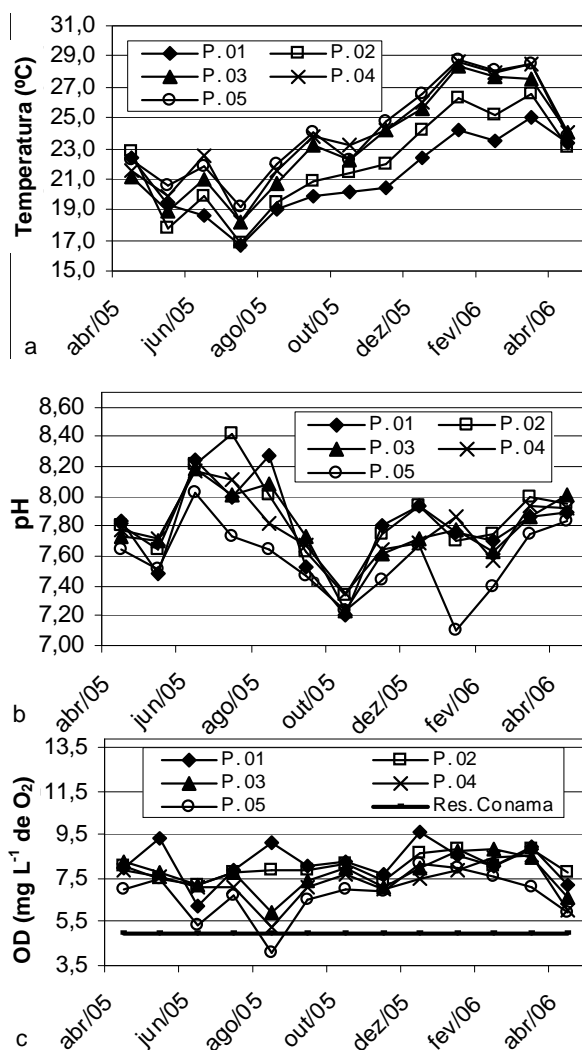 31,0
29,0
27,0
25,0
23,0
21,0
19,0
17,0
15,0
Temperatura (ºC)
P. 01 P. 02
P. 03 P. 04
P. 05
abr/05 jun/05 ago/05 out/05 dez/05 fev/06 abr/06
a
8,60
8,40
8,20
8,00
7,80
7,60
7,40
7,20
7,00
pH
P. 01 P. 02
P. 03 P. 04
P. 05
abr/05 jun/05 ago/05 out/05 dez/05 fev/06 abr/06
b
13,5
11,5
9,5
7,5
5,5
3,5
OD (mg L⁻¹ de O₂)
P. 01 P. 02
P. 03 P. 04
P. 05 Res. Conama
abr/05 jun/05 ago/05 out/05 dez/05 fev/06 abr/06
c